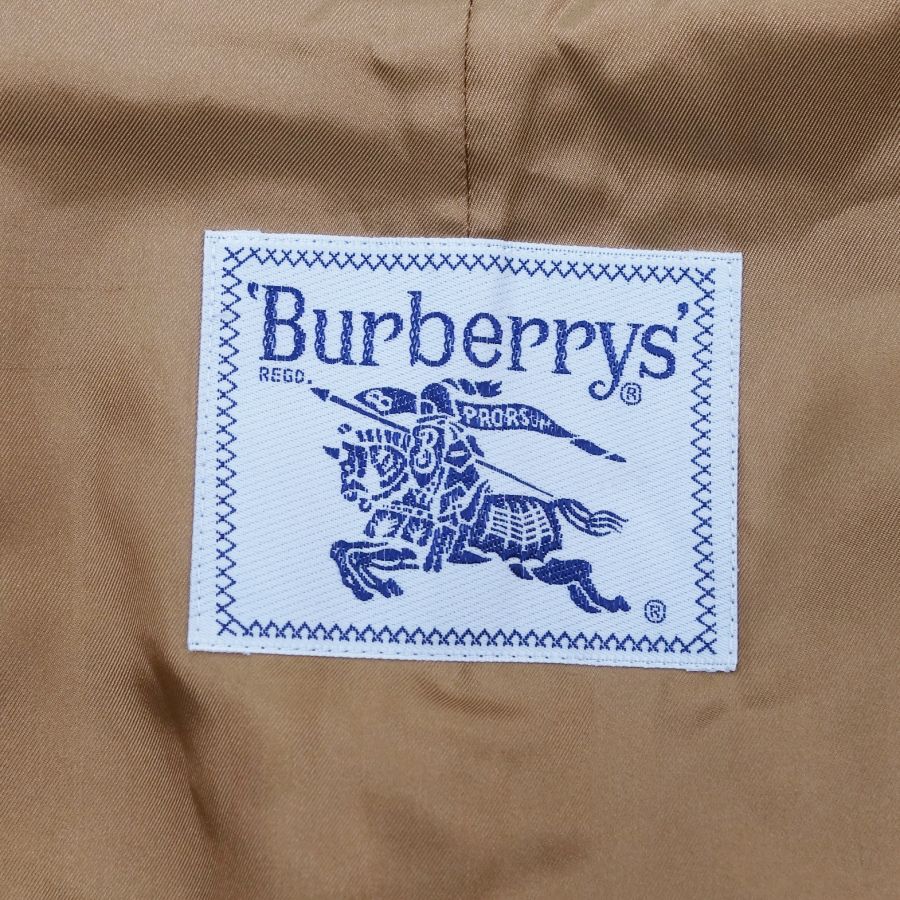 'Burberrys'
REGD.
®
B PRORSUM
B
®